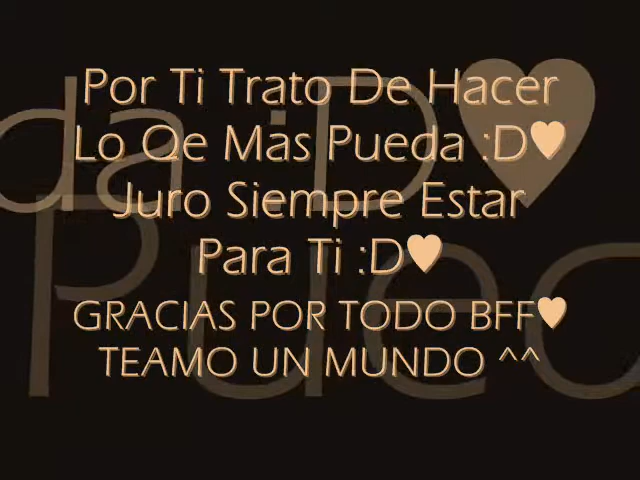 Por Ti Trato De Hacer
Lo Qe Mas Pueda :D♥
Juro Siempre Estar
Para Ti :D♥
GRACIAS POR TODO BFF♥
TEAMO UN MUNDO ^^